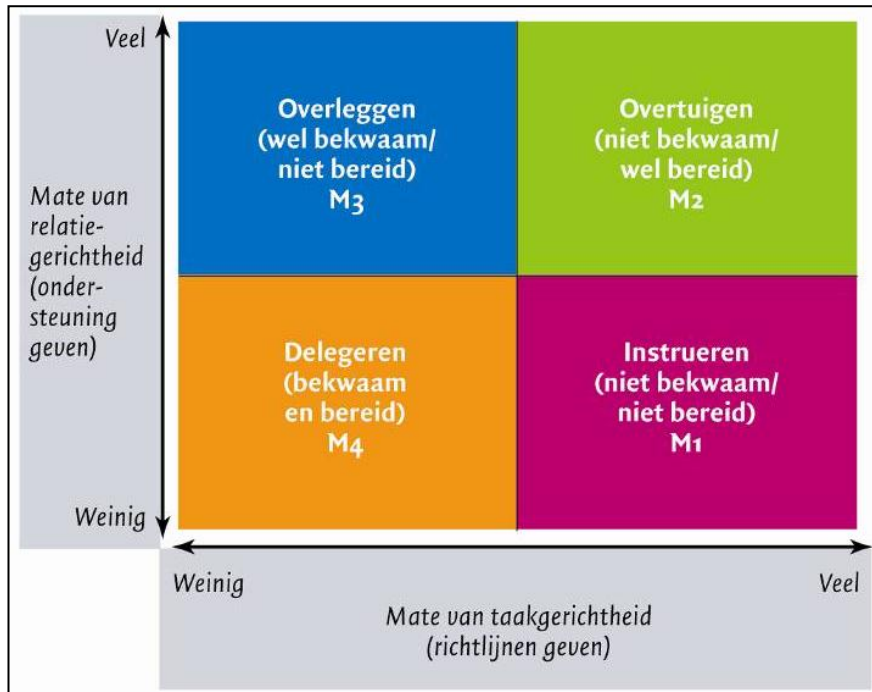 Veel
Mate van
relatie-
gerichtheid
(onder-
steuning
geven)
Weinig
Overleggen
(wel bekwaam/
niet bereid)
M3
Overtuigen
(niet bekwaam/
wel bereid)
M2
Delegeren
(bekwaam
en bereid)
M4
Instrueren
(niet bekwaam/
niet bereid)
M1
Weinig
Veel
Mate van taakgerichtheid
(richtlijnen geven)